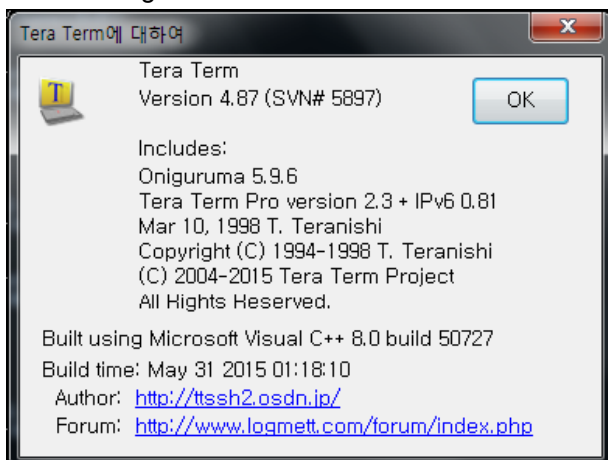 Tera Term에 대하여
Tera Term
Version 4.87 (SVN# 5897)
OK
Includes:
Oniguruma 5.9.6
Tera Term Pro version 2.3 + IPv6 0.81
Mar 10, 1998 T. Teranishi
Copyright (C) 1994-1998 T. Teranishi
(C) 2004-2015 Tera Term Project
All Rights Reserved.
Built using Microsoft Visual C++ 8.0 build 50727
Build time: May 31 2015 01:18:10
Author: http://ttssh2.osdn.jp/
Forum: http://www.logmett.com/forum/index.php